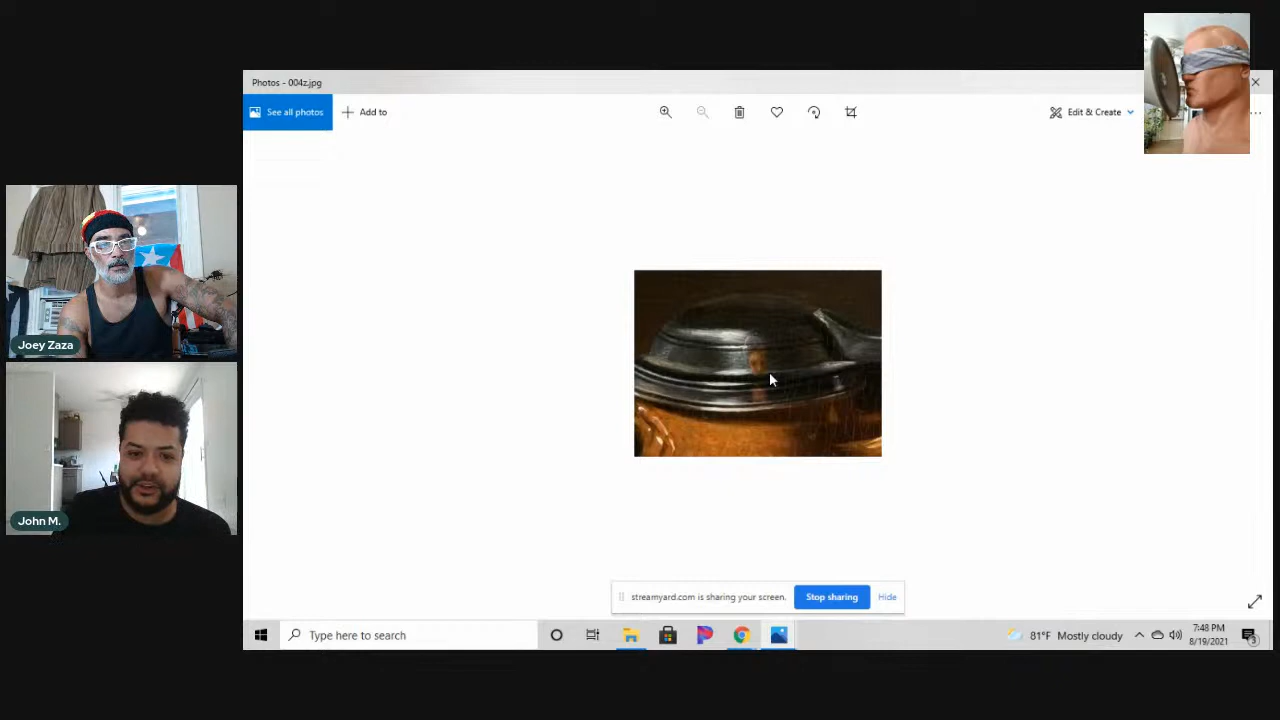 Photos - 004z.jpg
See all photos
Add to
Edit & Create
Joey Zaza
John M.
streamyard.com is sharing your screen.
Stop sharing
Hide
Type here to search
81°F Mostly cloudy
7:48 PM
8/19/2021
3